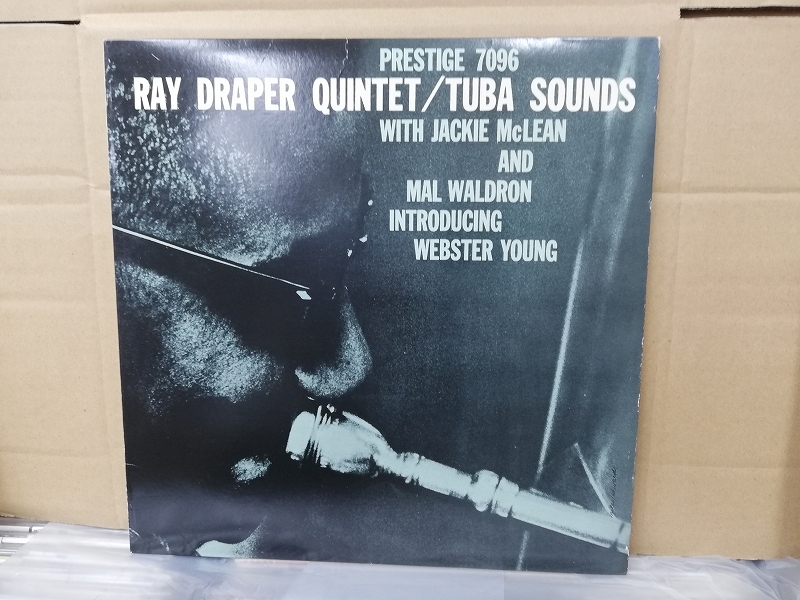 PRESTIGE 7096
RAY DRAPER QUINTET/TUBA SOUNDS
WITH JACKIE McLEAN
AND
MAL WALDRON
INTRODUCING
WEBSTER YOUNG